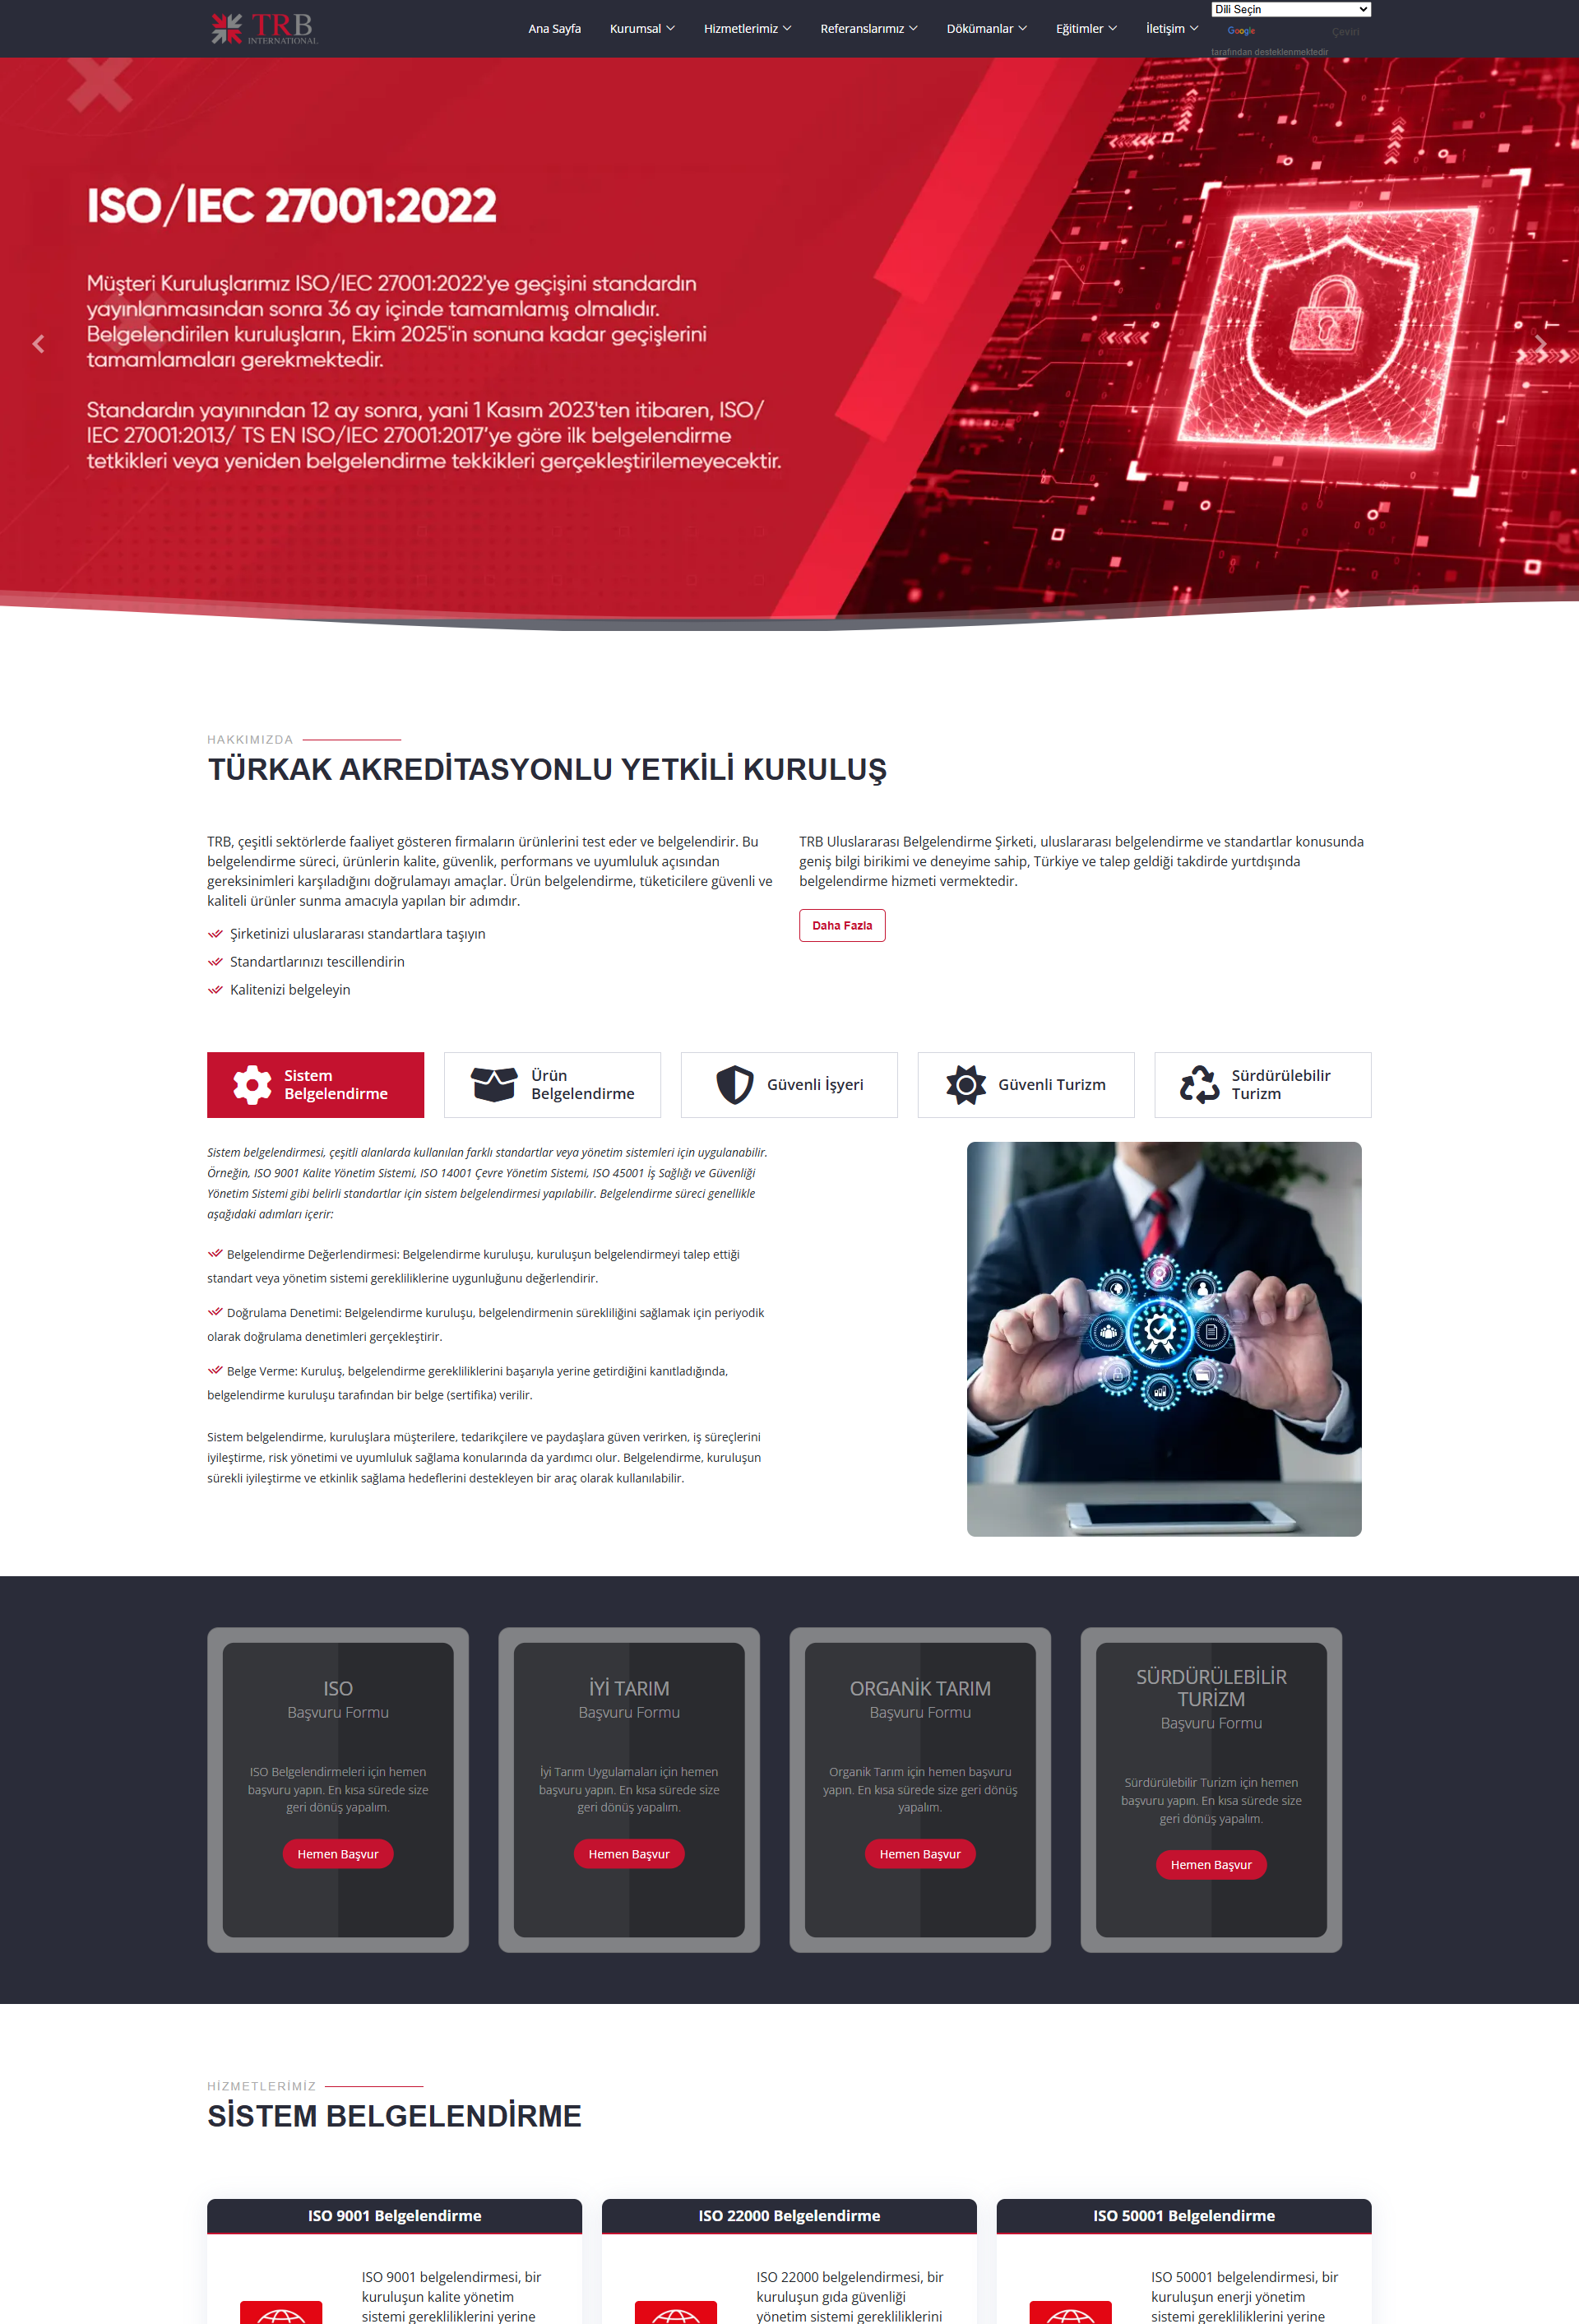 TRB
INTERNATIONAL
Ana Sayfa
Kurumsal
Hizmetlerimiz
Referanslarımız
Dökümanlar
Eğitimler
İletişim
Dili Seçin
Google
Çeviri
tarafından desteklenmektedir
ISO/IEC 27001:2022
Müşteri Kuruluşlarımız ISO/IEC 27001:2022'ye geçişini standardın
yayınlanmasından sonra 36 ay içinde tamamlamış olmalıdır.
Belgelendirilen kuruluşların, Ekim 2025'in sonuna kadar geçişlerini
tamamlamaları gerekmektedir.
Standardın yayınından 12 ay sonra, yani 1 Kasım 2023'ten itibaren, ISO/
IEC 27001:2013/ TS EN ISO/IEC 27001:2017'ye göre ilk belgelendirme
tetkikleri veya yeniden belgelendirme tekkikleri gerçekleştirilemeyecektir.
HAKKIMIZDA
TÜRKAK AKREDİTASYONLU YETKİLİ KURULUŞ
TRB, çeşitli sektörlerde faaliyet gösteren firmaların ürünlerini test eder ve belgelendirir. Bu
belgelendirme süreci, ürünlerin kalite, güvenlik, performans ve uyumluluk açısından
gereksinimleri karşıladığını doğrulamayı amaçlar. Ürün belgelendirme, tüketicilere güvenli ve
kaliteli ürünler sunma amacıyla yapılan bir adımdır.
Şirketinizi uluslararası standartlara taşıyın
Standartlarınızı tescillendirin
Kalitenizi belgeleyin
TRB Uluslararası Belgelendirme Şirketi, uluslararası belgelendirme ve standartlar konusunda
geniş bilgi birikimi ve deneyime sahip, Türkiye ve talep geldiği takdirde yurtdışında
belgelendirme hizmeti vermektedir.
Daha Fazla
Sistem
Belgelendirme
Ürün
Belgelendirme
Güvenli İşyeri
Güvenli Turizm
Sürdürülebilir
Turizm
Sistem belgelendirmesi, çeşitli alanlarda kullanılan farklı standartlar veya yönetim sistemleri için uygulanabilir.
Örneğin, ISO 9001 Kalite Yönetim Sistemi, ISO 14001 Çevre Yönetim Sistemi, ISO 45001 İş Sağlığı ve Güvenliği
Yönetim Sistemi gibi belirli standartlar için sistem belgelendirmesi yapılabilir. Belgelendirme süreci genellikle
aşağıdaki adımları içerir:
Belgelendirme Değerlendirmesi: Belgelendirme kuruluşu, kuruluşun belgelendirmeyi talep ettiği
standart veya yönetim sistemi gerekliliklerine uygunluğunu değerlendirir.
Doğrulama Denetimi: Belgelendirme kuruluşu, belgelendirmenin sürekliliğini sağlamak için periyodik
olarak doğrulama denetimleri gerçekleştirir.
Belge Verme: Kuruluş, belgelendirme gerekliliklerini başarıyla yerine getirdiğini kanıtladığında,
belgelendirme kuruluşu tarafından bir belge (sertifika) verilir.
Sistem belgelendirme, kuruluşlara müşterilere, tedarikçilere ve paydaşlara güven verirken, iş süreçlerini
iyileştirme, risk yönetimi ve uyumluluk sağlama konularında da yardımcı olur. Belgelendirme, kuruluşun
sürekli iyileştirme ve etkinlik sağlama hedeflerini destekleyen bir araç olarak kullanılabilir.
ISO
Başvuru Formu
ISO Belgelendirmeleri için hemen
başvuru yapın. En kısa sürede size
geri dönüş yapalım.
Hemen Başvur
İYİ TARIM
Başvuru Formu
İyi Tarım Uygulamaları için hemen
başvuru yapın. En kısa sürede size
geri dönüş yapalım.
Hemen Başvur
ORGANİK TARIM
Başvuru Formu
Organik Tarım için hemen başvuru
yapın. En kısa sürede size geri dönüş
yapalım.
Hemen Başvur
SÜRDÜRÜLEBİLİR
TURİZM
Başvuru Formu
Sürdürülebilir Turizm için hemen
başvuru yapın. En kısa sürede size
geri dönüş yapalım.
Hemen Başvur
HİZMETLERİMİZ
SİSTEM BELGELENDİRME
ISO 9001 Belgelendirme
ISO 9001 belgelendirmesi, bir
kuruluşun kalite yönetim
sistemi gerekliliklerini yerine
ISO 22000 Belgelendirme
ISO 22000 belgelendirmesi, bir
kuruluşun gıda güvenliği
yönetim sistemi gerekliliklerini
ISO 50001 Belgelendirme
ISO 50001 belgelendirmesi, bir
kuruluşun enerji yönetim
sistemi gerekliliklerini yerine